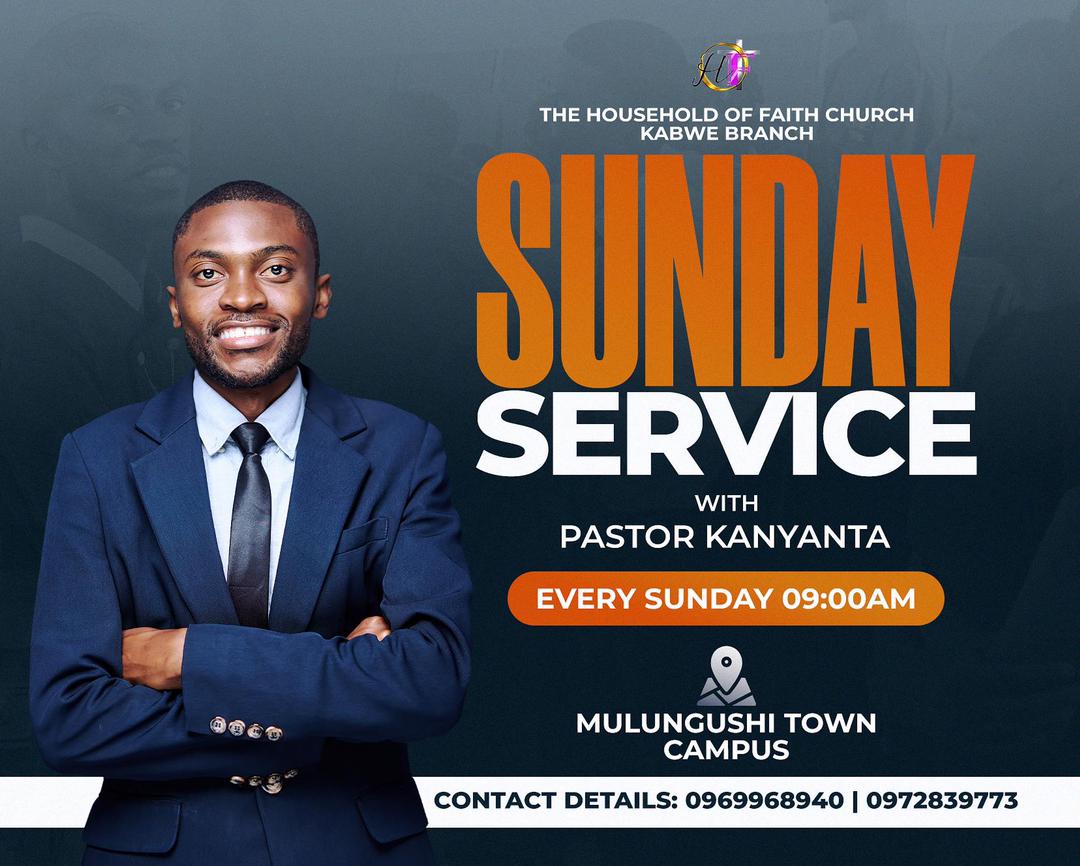 HF
THE HOUSEHOLD OF FAITH CHURCH
KABWE BRANCH
SUNDAY
SERVICE
WITH
PASTOR KANYANTA
EVERY SUNDAY 09:00AM
MULUNGUSHI TOWN
CAMPUS
CONTACT DETAILS: 0969968940 | 0972839773